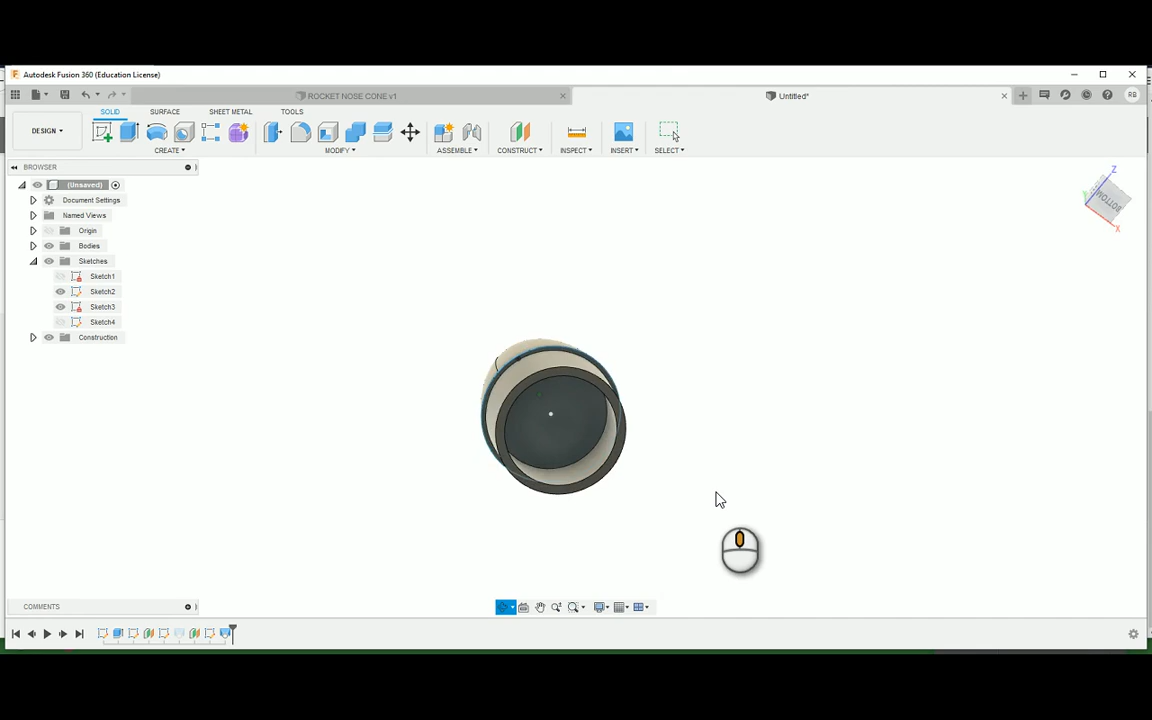 Autodesk Fusion 360 (Education License)
ROCKET NOSE CONE v1
Untitled*
RB
SOLID SURFACE SHEET METAL TOOLS
DESIGN
CREATE MODIFY ASSEMBLE CONSTRUCT INSPECT INSERT SELECT
BROWSER
(Unsaved)
Document Settings
Named Views
Origin
Bodies
Sketches
Sketch1
Sketch2
Sketch3
Sketch4
Construction
Z
BOTTOM
X
COMMENTS